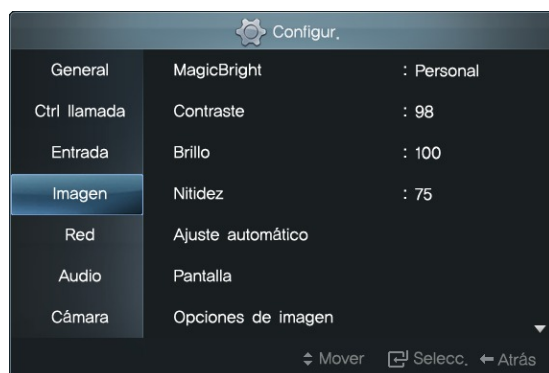 Configur.
General
Ctrl llamada
Entrada
Imagen
Red
Audio
Cámara
MagicBright : Personal
Contraste : 98
Brillo : 100
Nitidez : 75
Ajuste automático
Pantalla
Opciones de imagen
Mover Selecc. Atrás